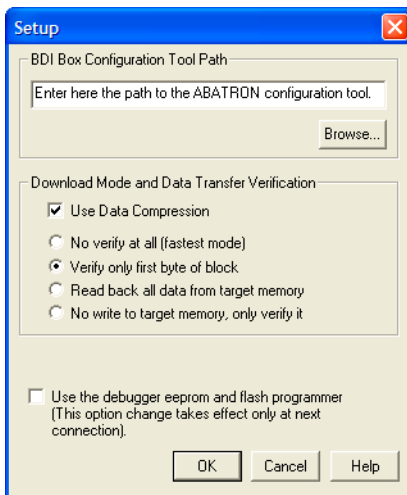 Setup
BDI Box Configuration Tool Path
Enter here the path to the ABATRON configuration tool.
Browse...
Download Mode and Data Transfer Verification
Use Data Compression
No verify at all (fastest mode)
Verify only first byte of block
Read back all data from target memory
No write to target memory, only verify it
Use the debugger eeprom and flash programmer
(This option change takes effect only at next
connection).
OK Cancel Help